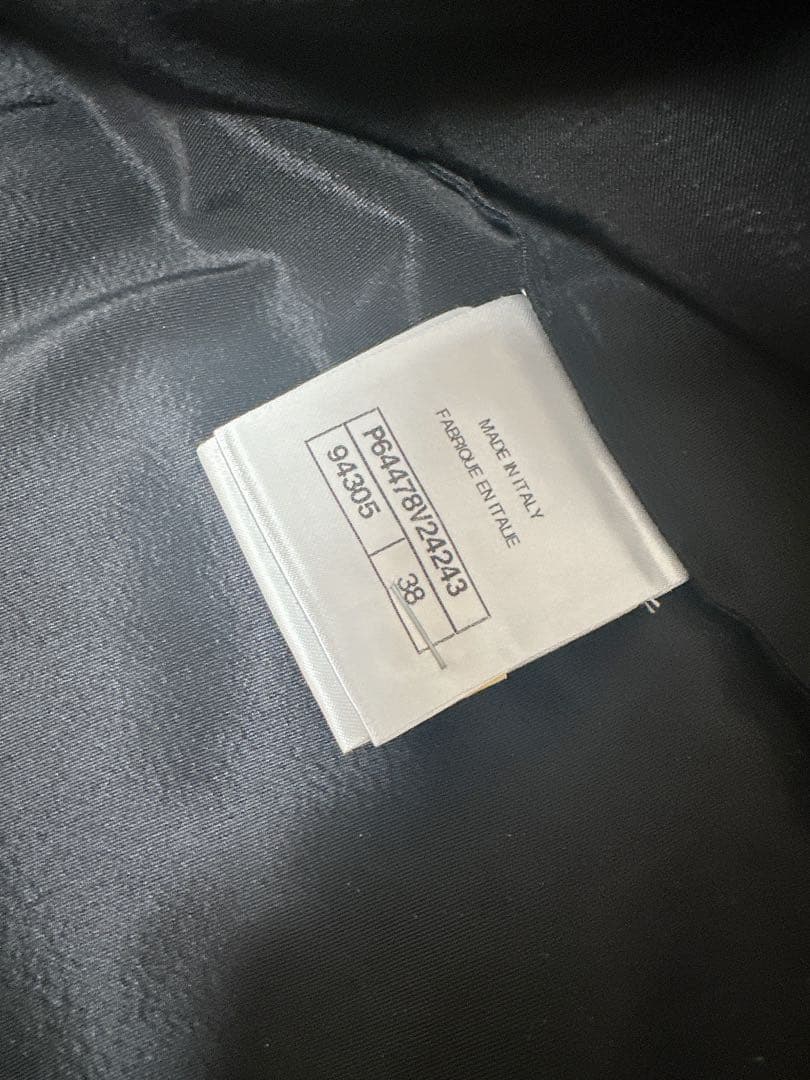 MADE IN ITALY
FABRIQUE EN ITALIE
P64478V24243
94305 38